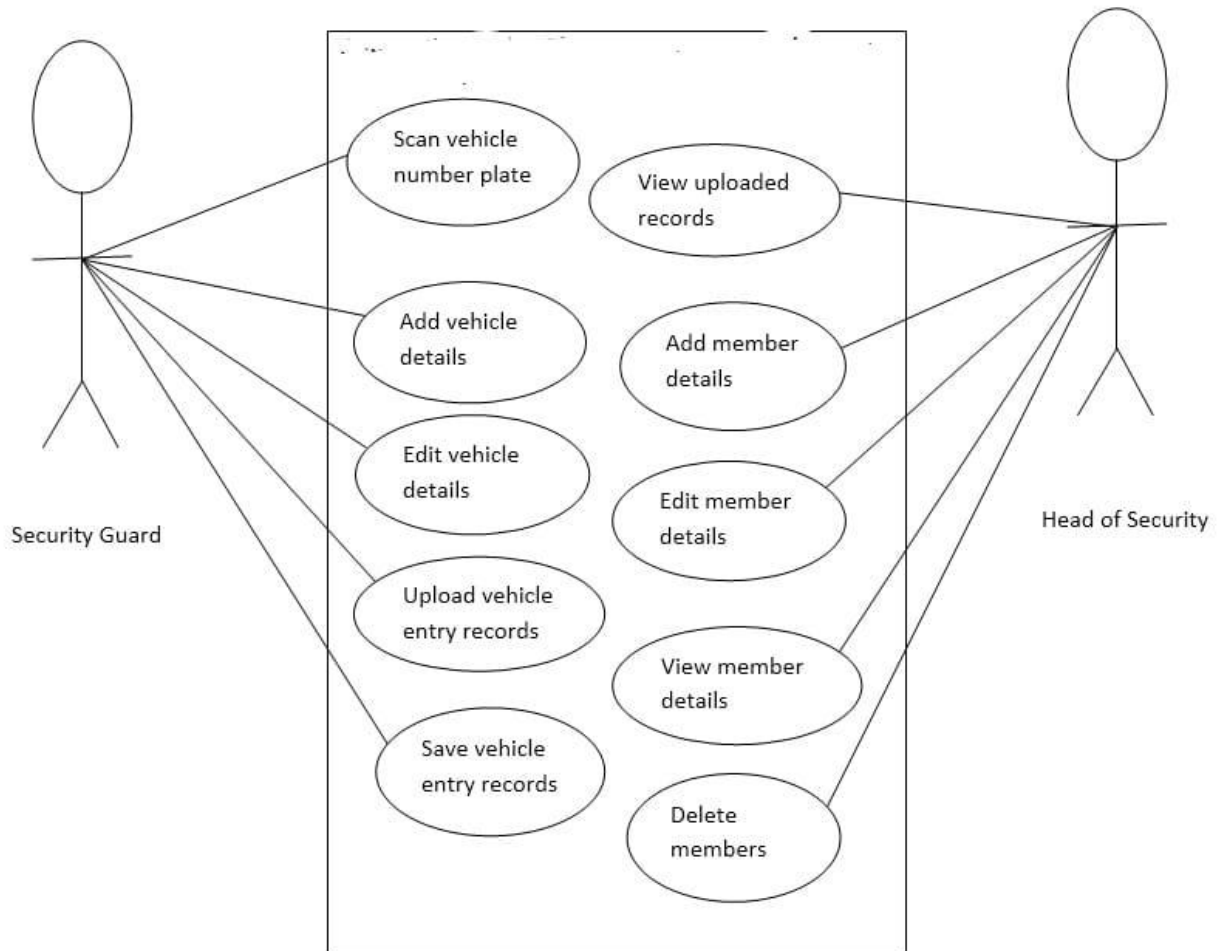 Scan vehicle
number plate
View uploaded
records
Add vehicle
details
Add member
details
Edit vehicle
details
Edit member
details
Security Guard
Head of Security
Upload vehicle
entry records
View member
details
Save vehicle
entry records
Delete
members